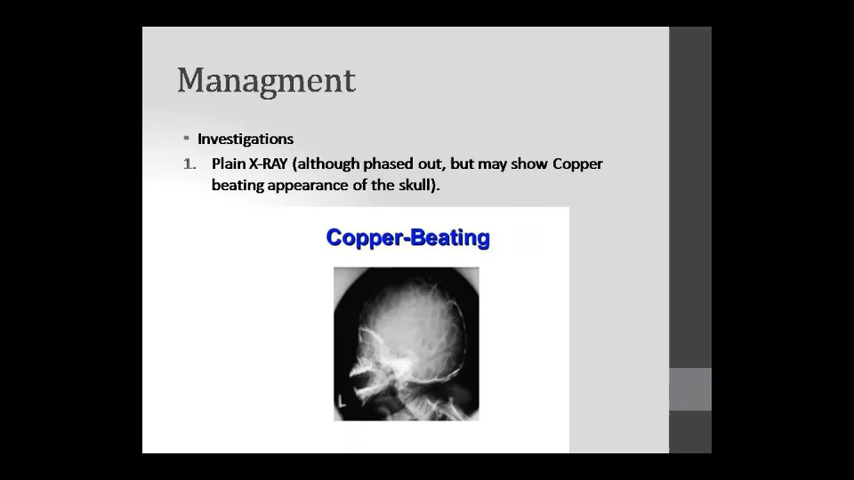 Managment
• Investigations
1. Plain X-RAY (although phased out, but may show Copper
beating appearance of the skull).
Copper-Beating
L